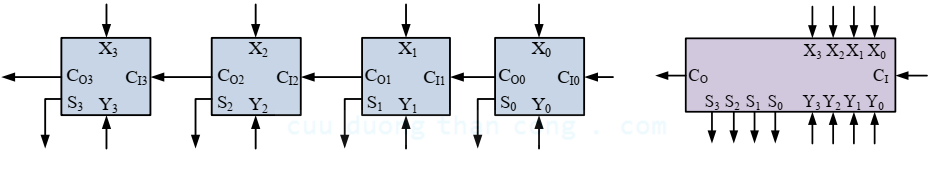 X3 X2 X1 X0 X3 X2 X1 X0
CO3 CI3 CO2 CI2 CO1 CI1 CO0 CI0 CO CI
S3 Y3 S2 Y2 S1 Y1 S0 Y0 S3 S2 S1 S0 Y3 Y2 Y1 Y0
cuu duong than cong . com